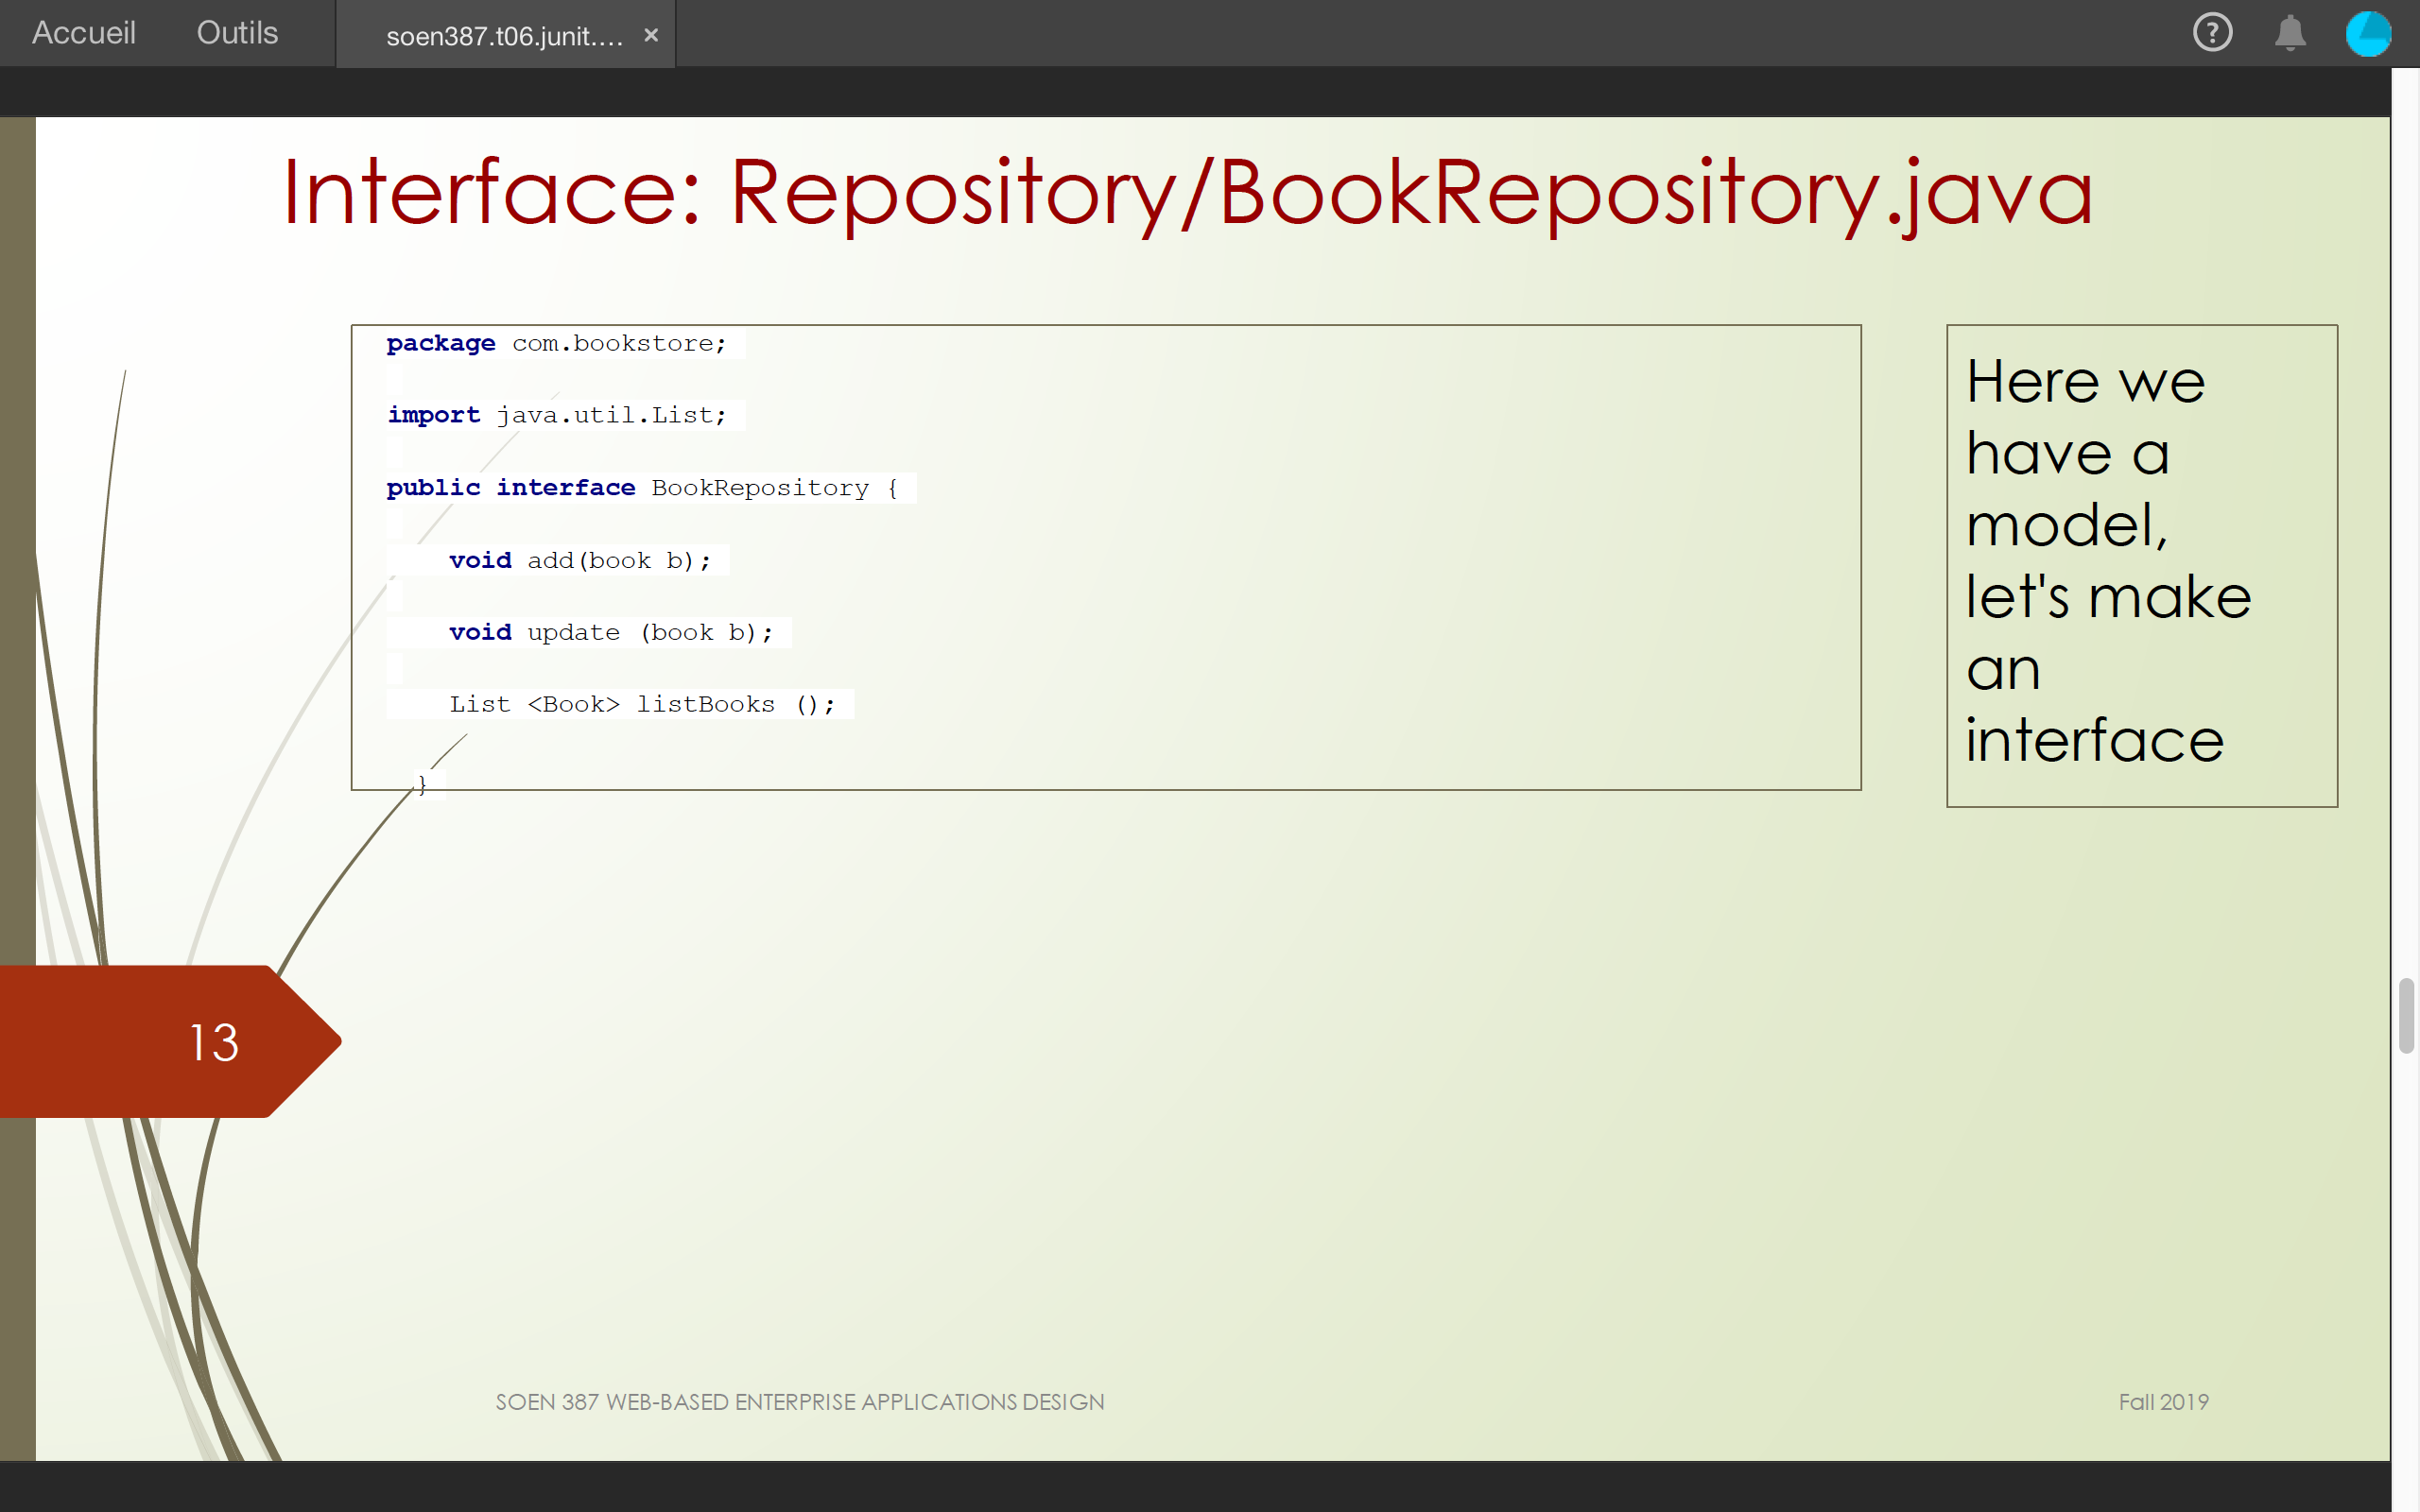 Accueil Outils soen387.t06.junit.... ×
Interface: Repository/BookRepository.java
package com.bookstore;
import java.util.List;
public interface BookRepository {
void add(book b);
void update (book b);
List <Book> listBooks ();
}
Here we
have a
model,
let's make
an
interface
13
SOEN 387 WEB-BASED ENTERPRISE APPLICATIONS DESIGN
Fall 2019